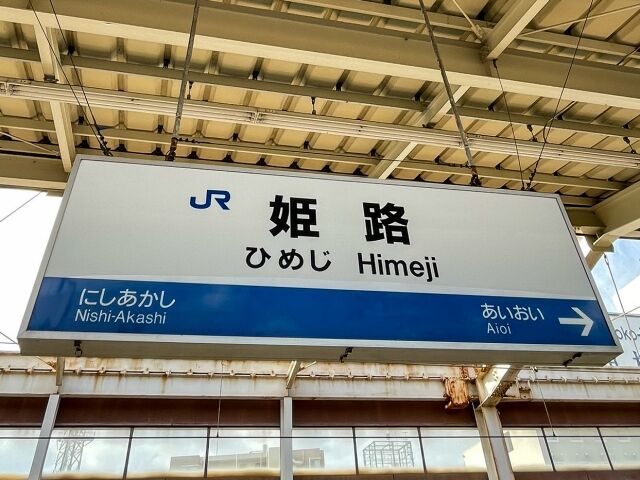 JR 姫路
ひめじ Himeji
にしあかし
Nishi-Akashi
あいおい →
Aioi